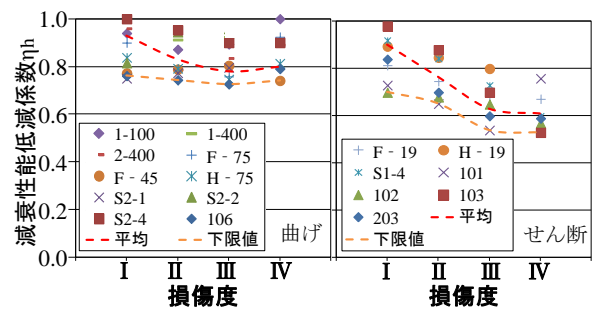 減衰性能低減係数ηh
1.0
0.8
0.6
0.4
0.2
0.0
1-100
1-400
2-400
F‐75
F‐45
H‐75
S2-1
S2-2
S2-4
106
平均
下限値
曲げ
Ⅰ
Ⅱ
Ⅲ
Ⅳ
損傷度
F‐19
H‐19
S1-4
101
102
103
203
平均
下限値
せん断
Ⅰ
Ⅱ
Ⅲ
Ⅳ
損傷度